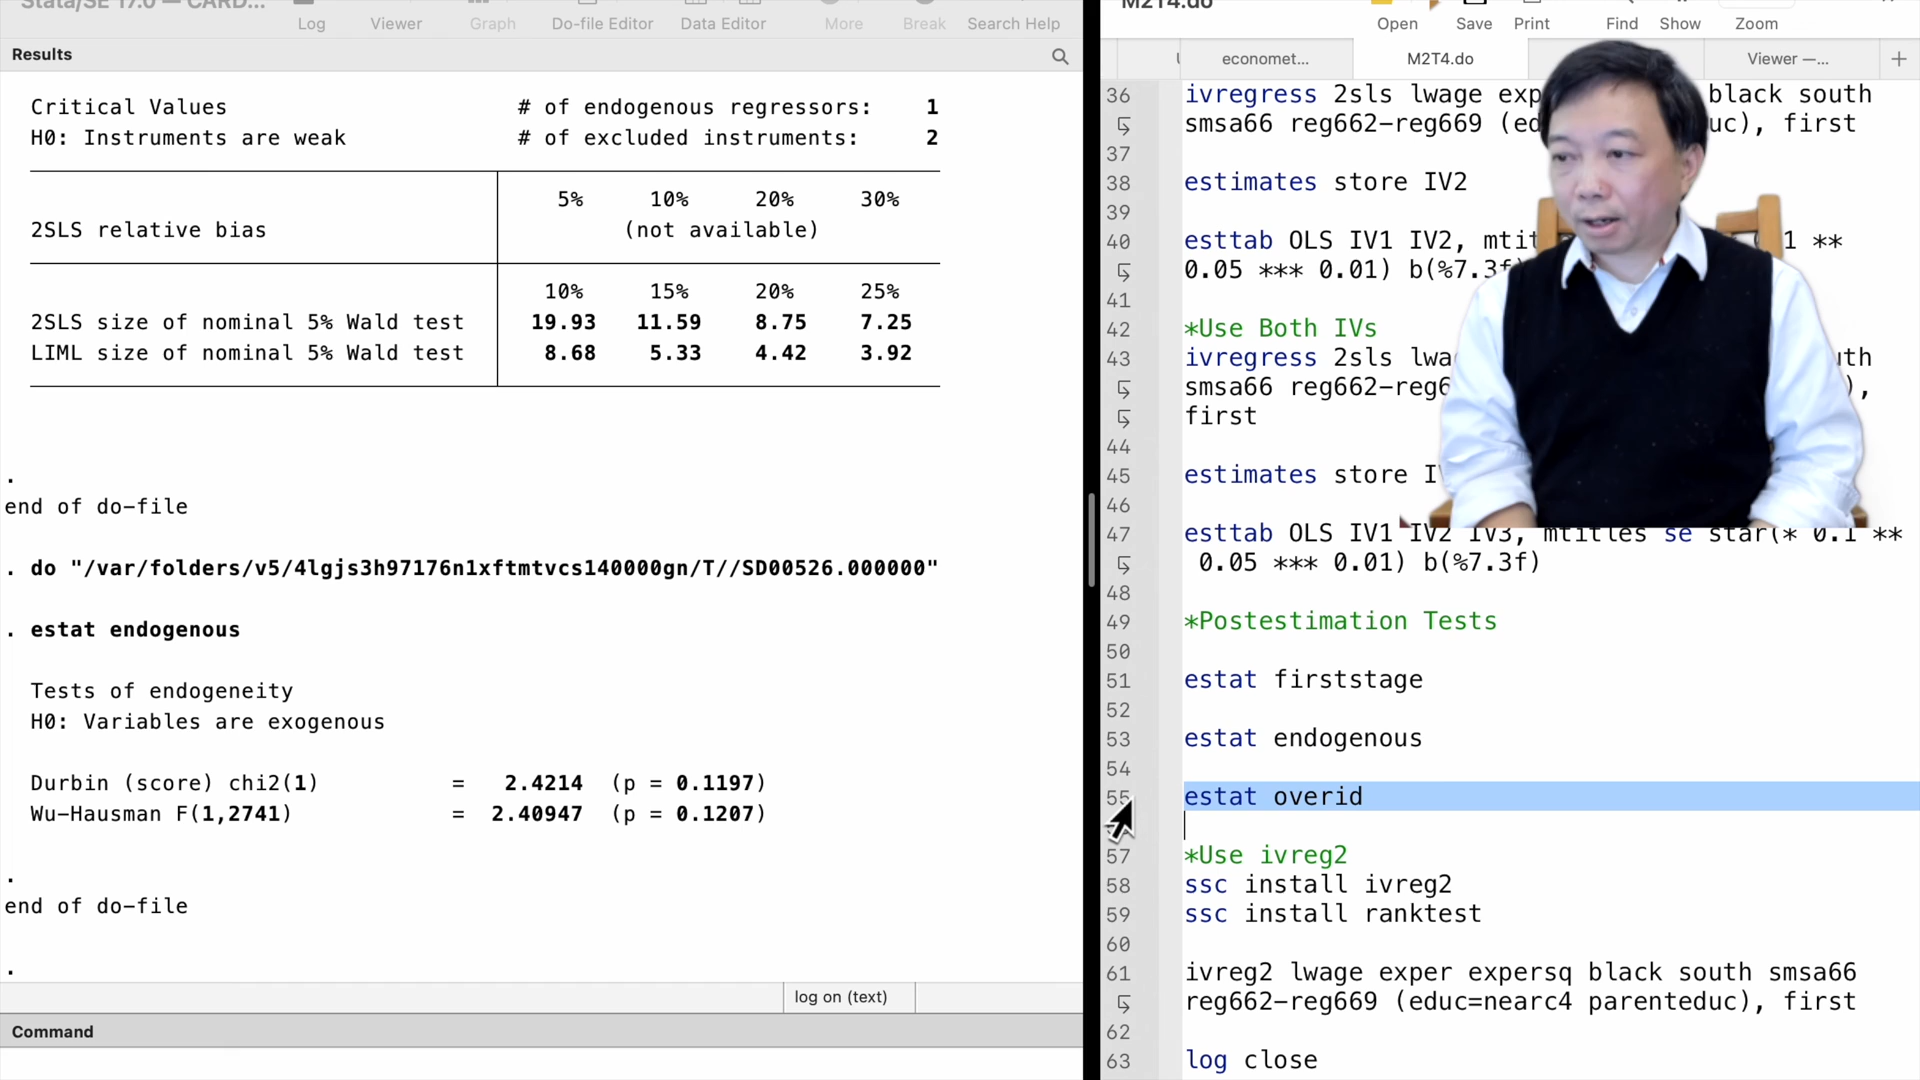 Stata/SE 17.0 — CARD...
Log Viewer Graph Do-file Editor Data Editor More Break Search Help
Results
Critical Values # of endogenous regressors: 1
H0: Instruments are weak # of excluded instruments: 2
5% 10% 20% 30%
2SLS relative bias (not available)
10% 15% 20% 25%
2SLS size of nominal 5% Wald test 19.93 11.59 8.75 7.25
LIML size of nominal 5% Wald test 8.68 5.33 4.42 3.92
.
end of do-file
. do "/var/folders/v5/4lgjs3h97176n1xftmtvcs140000gn/T//SD00526.000000"
. estat endogenous
Tests of endogeneity
H0: Variables are exogenous
Durbin (score) chi2(1) = 2.4214 (p = 0.1197)
Wu-Hausman F(1,2741) = 2.40947 (p = 0.1207)
.
end of do-file
.
log on (text)
Command
M2T4.do
Open Save Print Find Show Zoom
economet... M2T4.do Viewer —...
36 ivregress 2sls lwage exp black south
smsa66 reg662-reg669 (ed uc), first
37
38 estimates store IV2
39
40 esttab OLS IV1 IV2, mtit 1 **
0.05 *** 0.01) b(%7.3f)
41
42 *Use Both IVs
43 ivregress 2sls lwa uth
smsa66 reg662-reg6 ),
first
44
45 estimates store I
46
47 esttab OLS IV1 IV2 IV3, mtitles se star(* 0.1 **
0.05 *** 0.01) b(%7.3f)
48
49 *Postestimation Tests
50
51 estat firststage
52
53 estat endogenous
54
55 estat overid
57 *Use ivreg2
58 ssc install ivreg2
59 ssc install ranktest
60
61 ivreg2 lwage exper expersq black south smsa66
reg662-reg669 (educ=nearc4 parenteduc), first
62
63 log close